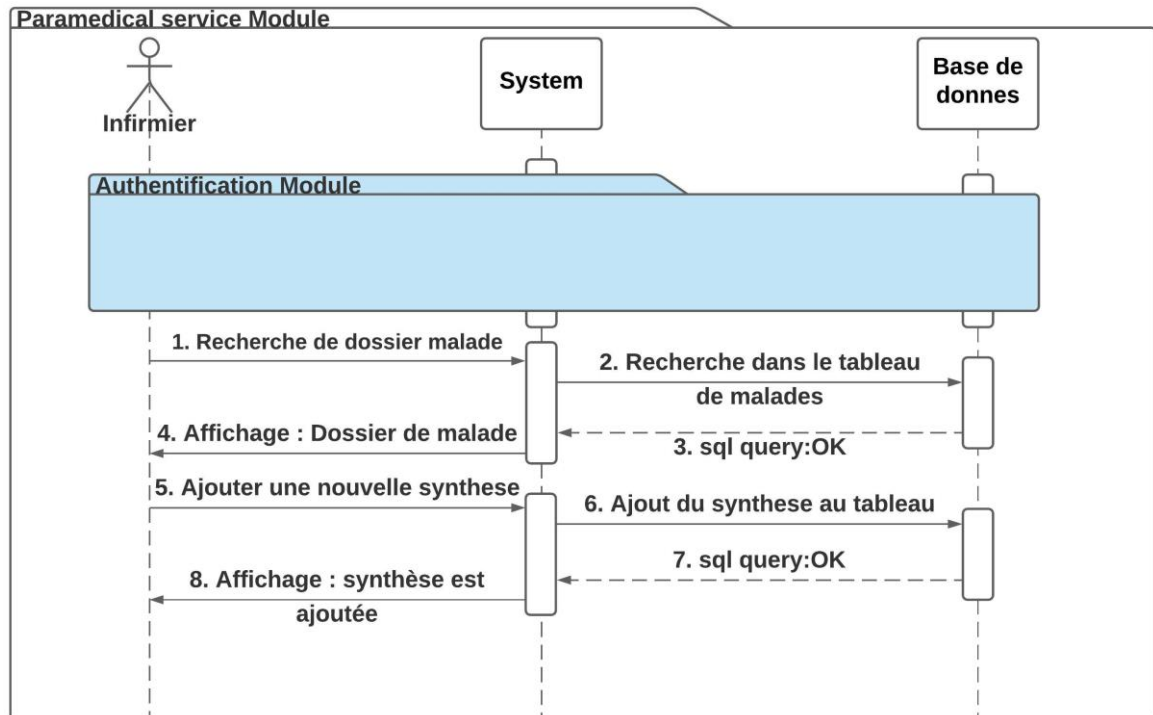 Paramedical service Module
Infirmier
System
Base de
donnes
Authentification Module
1. Recherche de dossier malade
2. Recherche dans le tableau
de malades
3. sql query:OK
4. Affichage : Dossier de malade
5. Ajouter une nouvelle synthese
6. Ajout du synthese au tableau
7. sql query:OK
8. Affichage : synthèse est
ajoutée